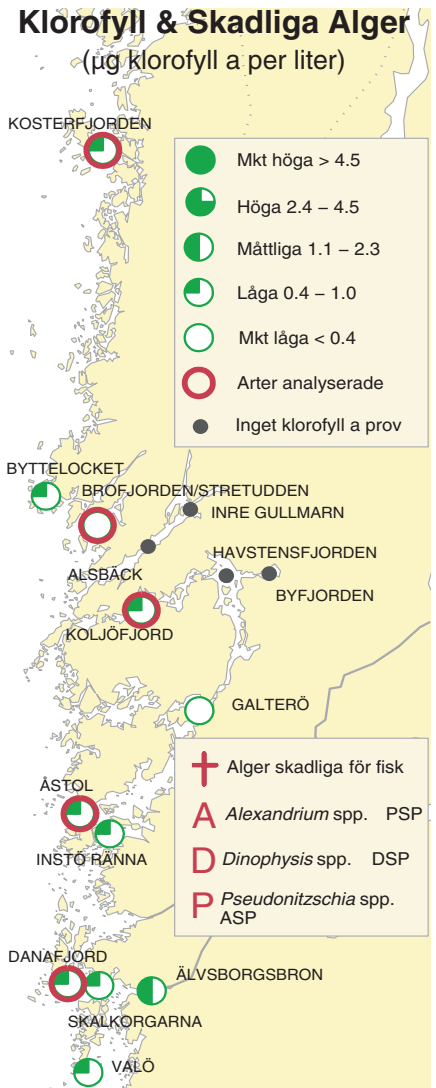 Klorofyll & Skadliga Alger
(µg klorofyll a per liter)
KOSTERFJORDEN
Mkt höga > 4.5
Höga 2.4 – 4.5
Måttliga 1.1 – 2.3
Låga 0.4 – 1.0
Mkt låga < 0.4
Arter analyserade
Inget klorofyll a prov
BYTTELOCKET
BROFJORDEN/STRETUDDEN
INRE GULLMARN
ALSBÄCK
HAVSTENSFJORDEN
BYFJORDEN
KOLJÖFJORD
GALTERÖ
ÅSTOL
INSTÖ RÄNNA
Alger skadliga för fisk
A Alexandrium spp. PSP
D Dinophysis spp. DSP
P Pseudonitzschia spp.
ASP
DANAFJORD
ÄLVSBORGSBRON
SKALKORGARNA
VALÖ